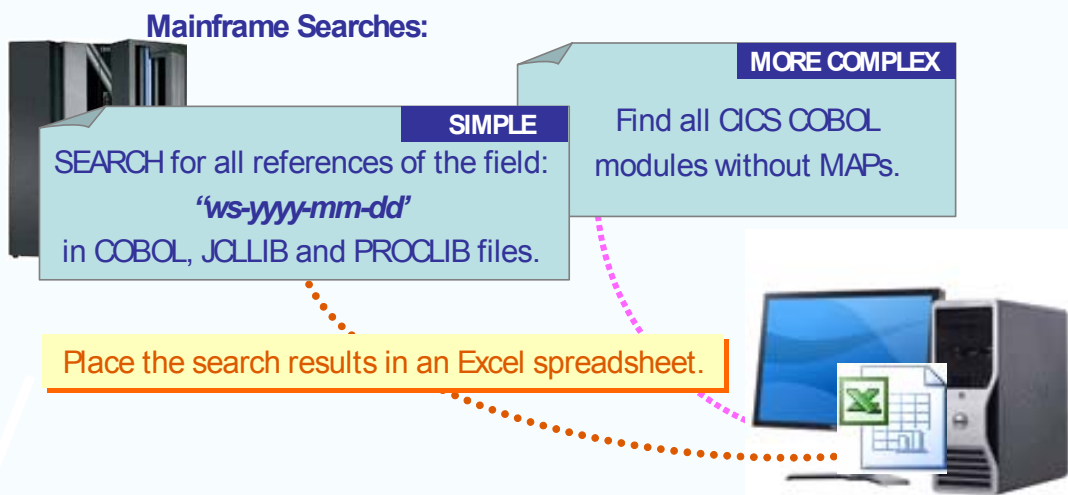 Mainframe Searches:
SIMPLE
SEARCH for all references of the field:
“ws-yyyy-mm-dd’
in COBOL, JCLLIB and PROCLIB files.
MORE COMPLEX
Find all CICS COBOL
modules without MAPs.
Place the search results in an Excel spreadsheet.